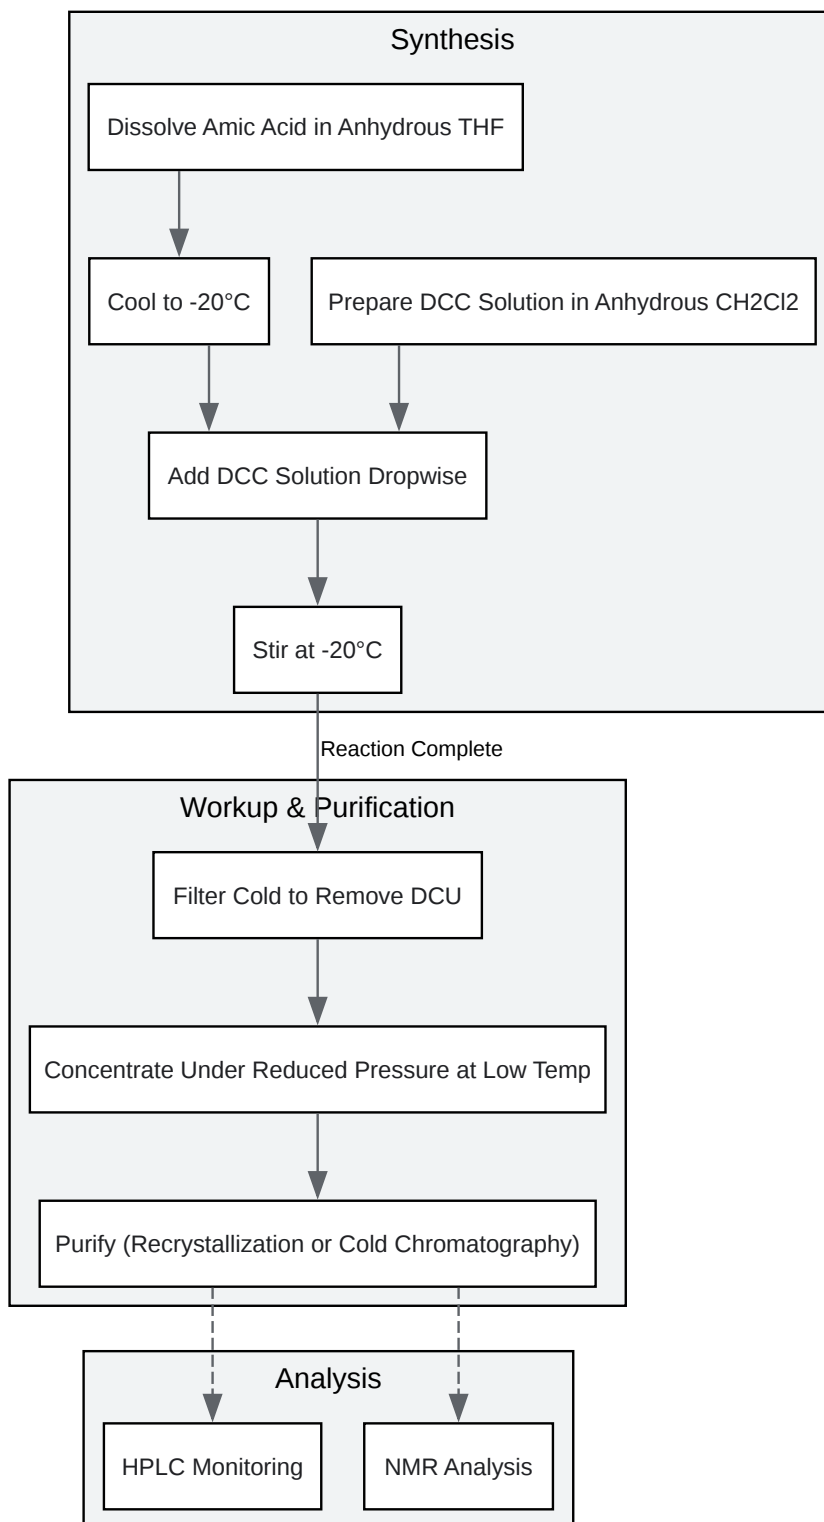 Synthesis
Dissolve Amic Acid in Anhydrous THF
Cool to -20°C
Prepare DCC Solution in Anhydrous CH2Cl2
Add DCC Solution Dropwise
Stir at -20°C
Reaction Complete
Workup & Purification
Filter Cold to Remove DCU
Concentrate Under Reduced Pressure at Low Temp
Purify (Recrystallization or Cold Chromatography)
Analysis
HPLC Monitoring
NMR Analysis